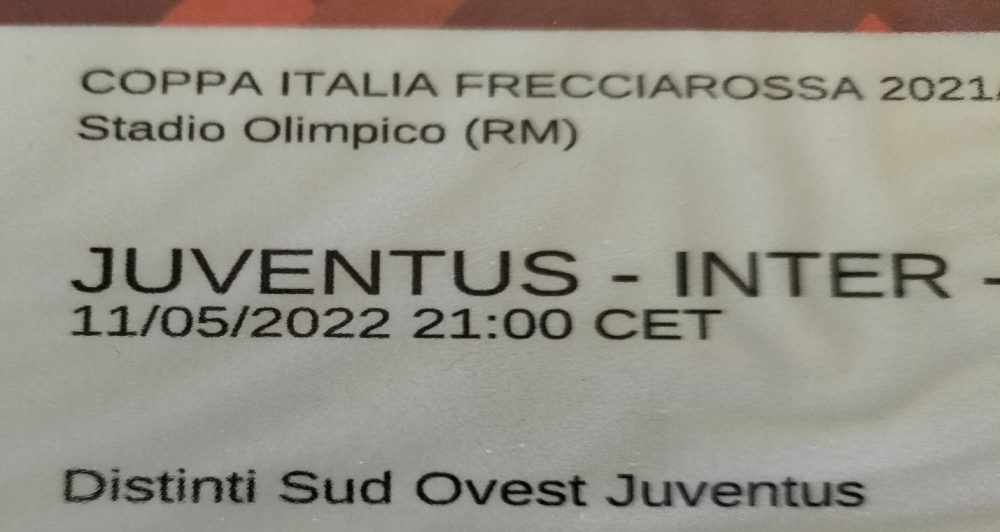 COPPA ITALIA FRECCIAROSSA 2021/
Stadio Olimpico (RM)
JUVENTUS - INTER -
11/05/2022 21:00 CET
Distinti Sud Ovest Juventus